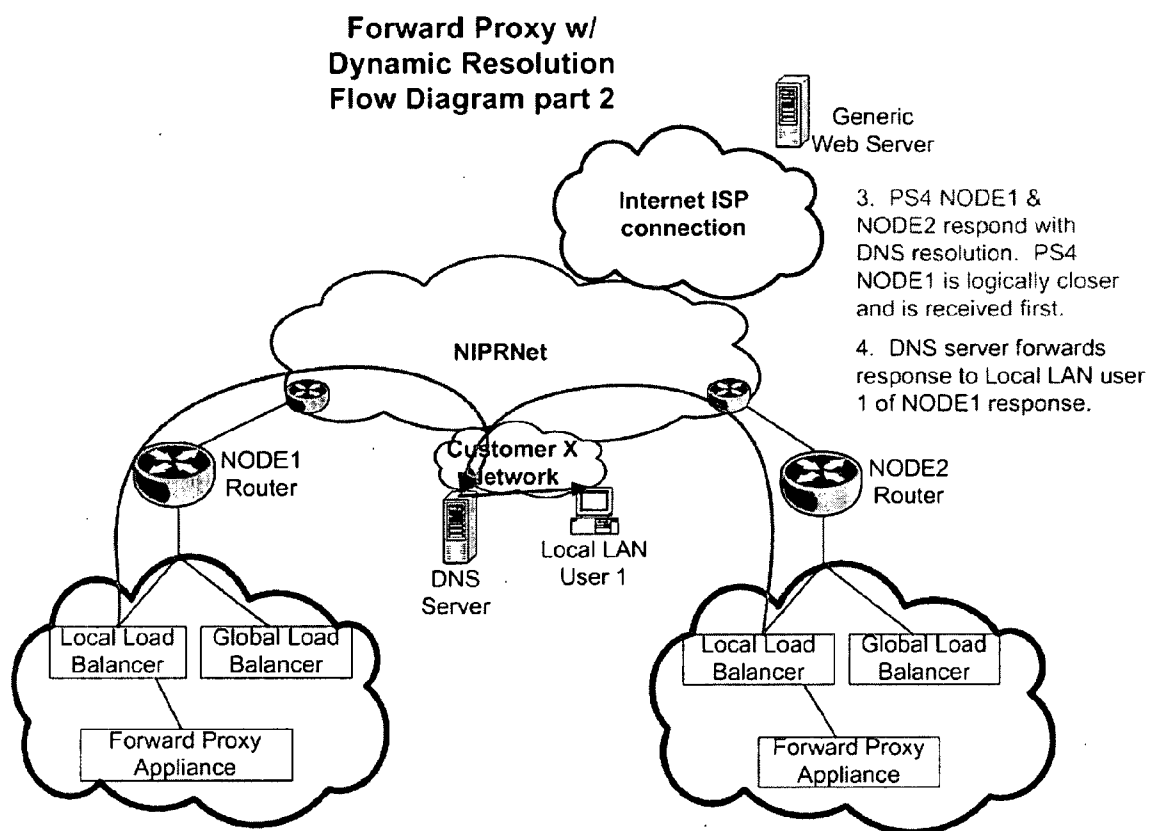 Forward Proxy w/
Dynamic Resolution
Flow Diagram part 2
Generic
Web Server
Internet ISP
connection
3. PS4 NODE1 &
NODE2 respond with
DNS resolution. PS4
NODE1 is logically closer
and is received first.
4. DNS server forwards
response to Local LAN user
1 of NODE1 response.
NIPRNet
Customer X
Network
NODE1
Router
NODE2
Router
DNS
Server
Local LAN
User 1
Local Load
Balancer
Global Load
Balancer
Forward Proxy
Appliance
Local Load
Balancer
Global Load
Balancer
Forward Proxy
Appliance